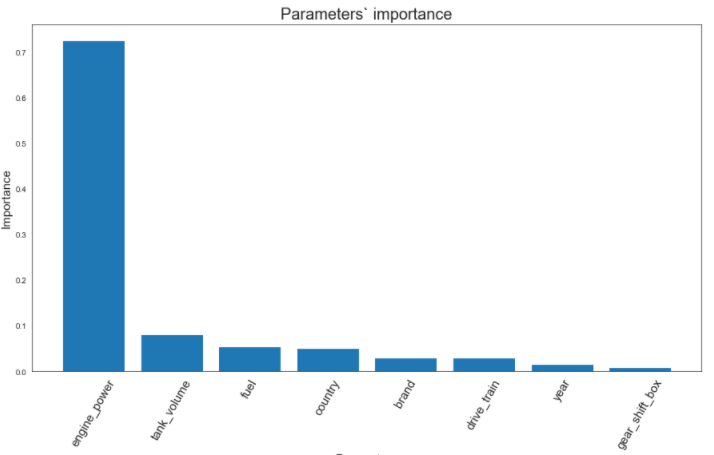 Parameters` importance
Importance
0.7
0.6
0.5
0.4
0.3
0.2
0.1
0.0
engine_power
tank_volume
fuel
country
brand
drive_train
year
gear_shift_box